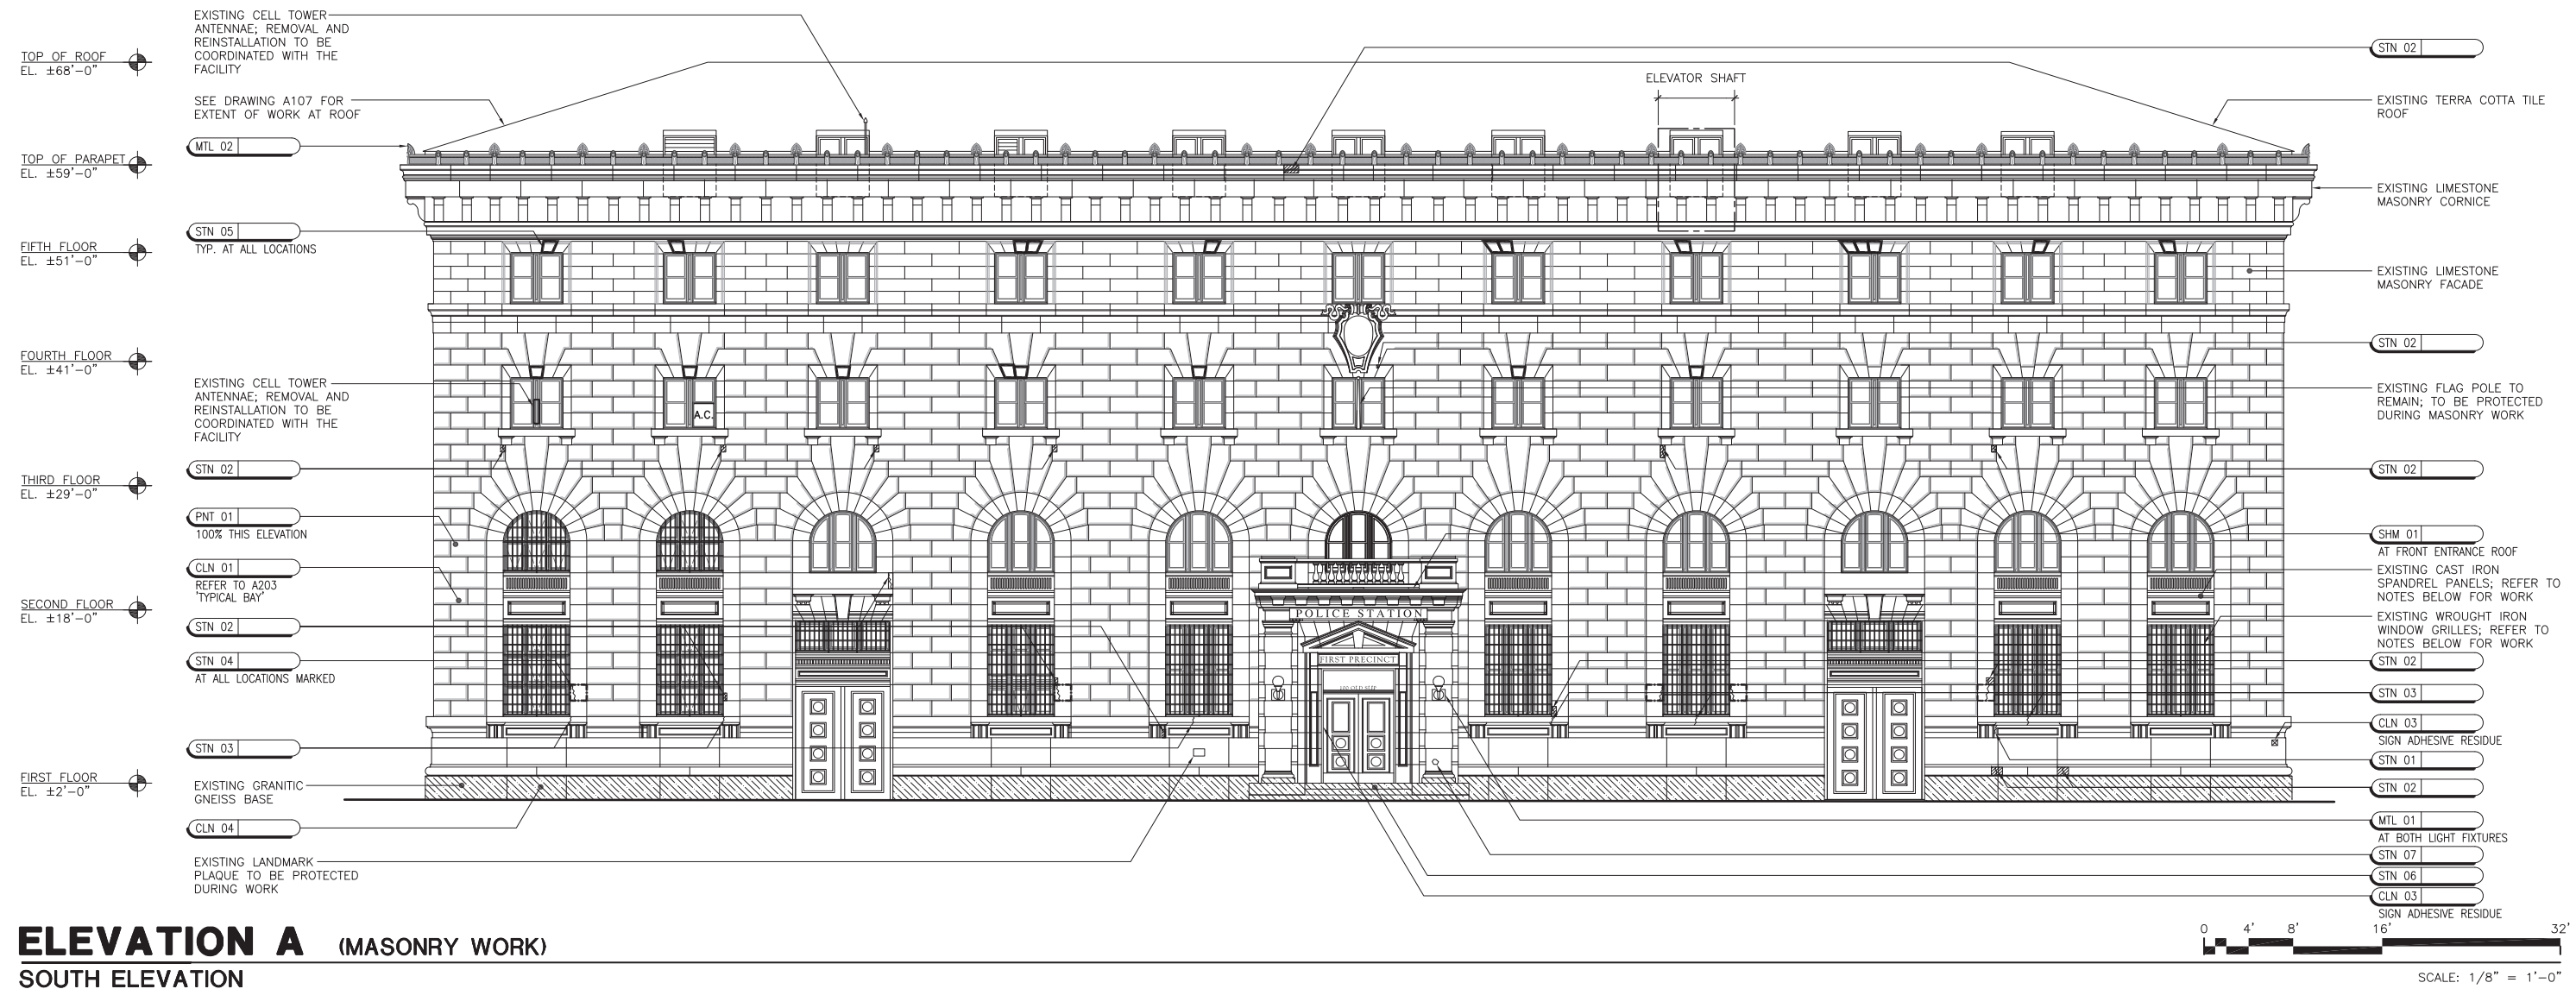 EXISTING CELL TOWER
ANTENNAE; REMOVAL AND
REINSTALLATION TO BE
COORDINATED WITH THE
FACILITY
TOP OF ROOF
EL. ±68'-0"
SEE DRAWING A107 FOR
EXTENT OF WORK AT ROOF
MTL 02
TOP OF PARAPET
EL. ±59'-0"
STN 05
TYP. AT ALL LOCATIONS
FIFTH FLOOR
EL. ±51'-0"
FOURTH FLOOR
EL. ±41'-0"
EXISTING CELL TOWER
ANTENNAE; REMOVAL AND
REINSTALLATION TO BE
COORDINATED WITH THE
FACILITY
STN 02
THIRD FLOOR
EL. ±29'-0"
PNT 01
100% THIS ELEVATION
CLN 01
REFER TO A203
'TYPICAL BAY'
SECOND FLOOR
EL. ±18'-0"
STN 02
STN 04
AT ALL LOCATIONS MARKED
STN 03
FIRST FLOOR
EL. ±2'-0"
EXISTING GRANITIC
GNEISS BASE
CLN 04
EXISTING LANDMARK
PLAQUE TO BE PROTECTED
DURING WORK
ELEVATOR SHAFT
A.C.
POLICE STATION
FIRST PRECINCT
100 OLD SLIP
STN 02
EXISTING TERRA COTTA TILE
ROOF
EXISTING LIMESTONE
MASONRY CORNICE
EXISTING LIMESTONE
MASONRY FACADE
STN 02
EXISTING FLAG POLE TO
REMAIN; TO BE PROTECTED
DURING MASONRY WORK
STN 02
SHM 01
AT FRONT ENTRANCE ROOF
EXISTING CAST IRON
SPANDREL PANELS; REFER TO
NOTES BELOW FOR WORK
EXISTING WROUGHT IRON
WINDOW GRILLES; REFER TO
NOTES BELOW FOR WORK
STN 02
STN 03
CLN 03
SIGN ADHESIVE RESIDUE
STN 01
STN 02
MTL 01
AT BOTH LIGHT FIXTURES
STN 07
STN 06
CLN 03
SIGN ADHESIVE RESIDUE
ELEVATION A (MASONRY WORK)
SOUTH ELEVATION
0 4' 8' 16' 32'
SCALE: 1/8" = 1'-0"